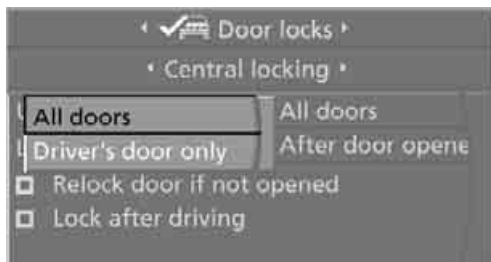 Door locks
Central locking
All doors All doors
Driver's door only After door opene
Relock door if not opened
Lock after driving